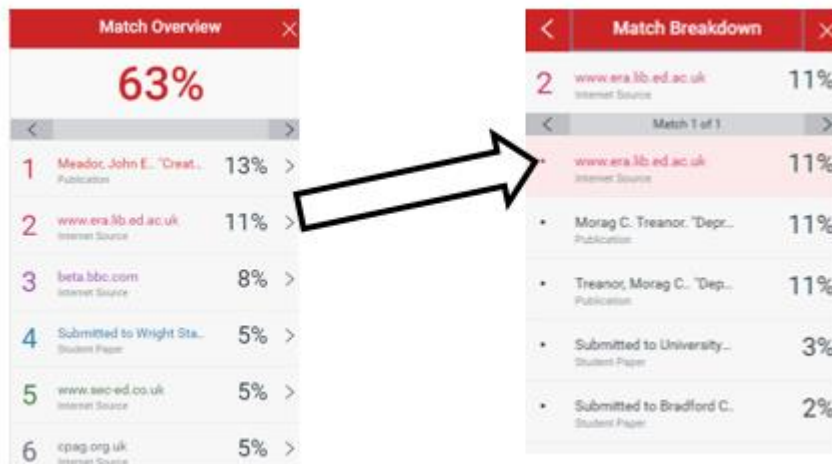 Match Overview
63%
1 Meador, John E.. "Creat... 13%
Publication
2 www.era.lib.ed.ac.uk 11%
Internet Source
3 beta.bbc.com 8%
Internet Source
4 Submitted to Wright Sta... 5%
Student Paper
5 www.sec-ed.co.uk 5%
Internet Source
6 cpag.org.uk 5%
Internet Source
Match Breakdown
2 www.era.lib.ed.ac.uk 11%
Internet Source
Match 1 of 1
www.era.lib.ed.ac.uk 11%
Internet Source
Morag C. Treanor. "Depr... 11%
Publication
Treanor, Morag C.. "Dep... 11%
Publication
Submitted to University... 3%
Student Paper
Submitted to Bradford C... 2%
Student Paper